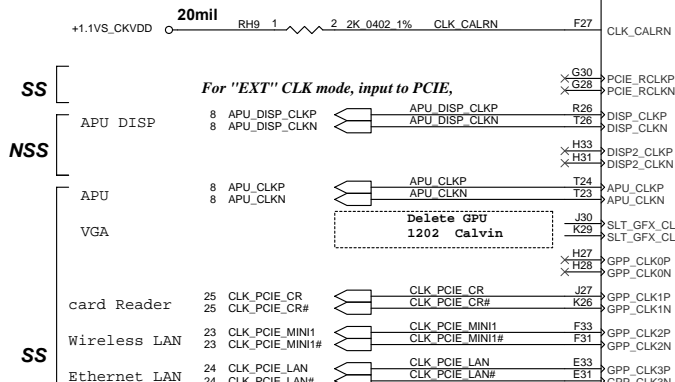 20mil
+1.1VS_CKVDD RH9 1 2 2K_0402_1% CLK_CALRN F27 CLK_CALRN
G30 PCIE_RCLKP
SS For "EXT" CLK mode, input to PCIE, G28 PCIE_RCLKN
APU DISP 8 APU_DISP_CLKP APU_DISP_CLKP R26 DISP_CLKP
8 APU_DISP_CLKN APU_DISP_CLKN T26 DISP_CLKN
NSS H33 DISP2_CLKP
H31 DISP2_CLKN
APU 8 APU_CLKP APU_CLKP T24 APU_CLKP
8 APU_CLKN APU_CLKN T23 APU_CLKN
VGA Delete GPU J30 SLT_GFX_CL
1202 Calvin K29 SLT_GFX_CL
H27 GPP_CLK0P
H28 GPP_CLK0N
card Reader 25 CLK_PCIE_CR CLK_PCIE_CR J27 GPP_CLK1P
25 CLK_PCIE_CR# CLK_PCIE_CR# K26 GPP_CLK1N
Wireless LAN 23 CLK_PCIE_MINI1 CLK_PCIE_MINI1 F33 GPP_CLK2P
23 CLK_PCIE_MINI1# CLK_PCIE_MINI1# F31 GPP_CLK2N
SS
Ethernet LAN 24 CLK_PCIE_LAN CLK_PCIE_LAN E33 GPP_CLK3P
24 CLK_PCIE_LAN# CLK_PCIE_LAN# E31 GPP_CLK3N